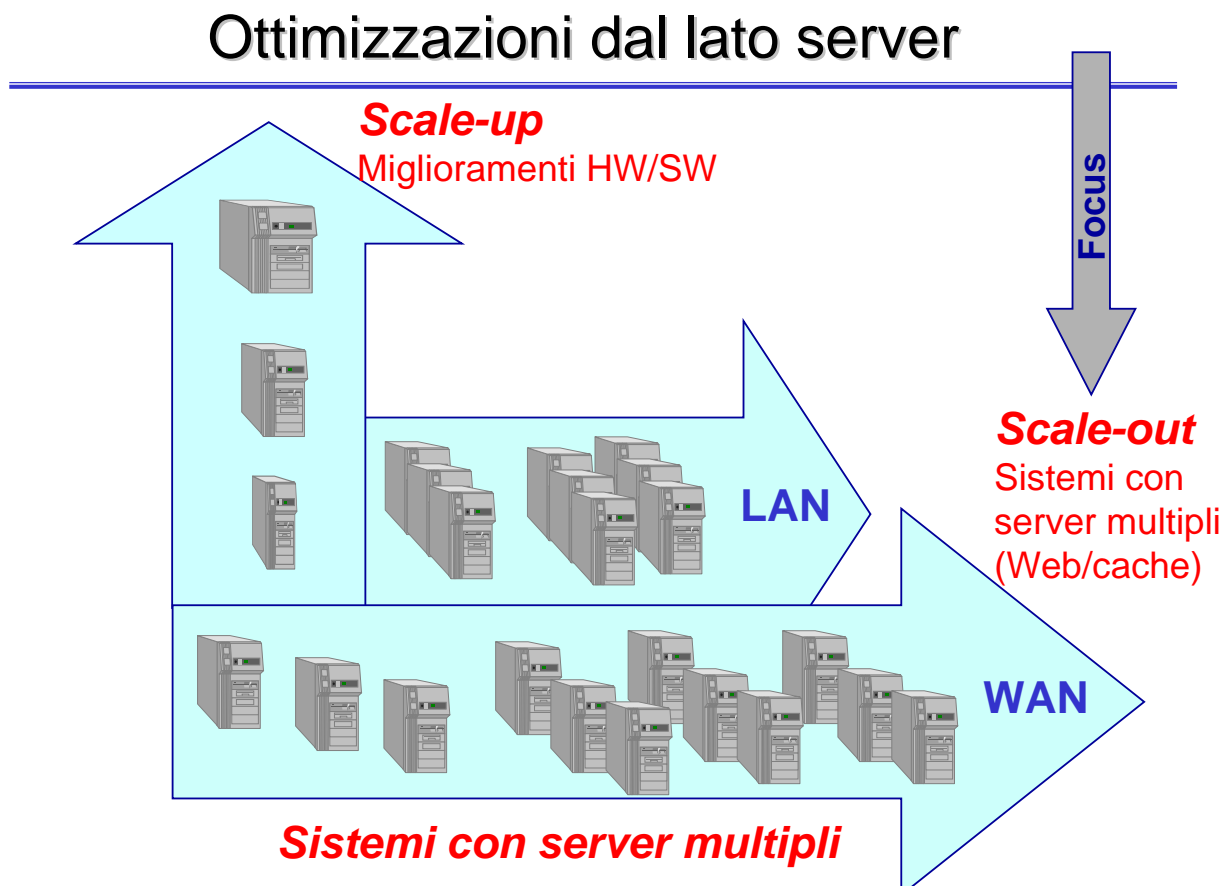 Ottimizzazioni dal lato server
Scale-up
Miglioramenti HW/SW
Focus
Scale-out
Sistemi con
server multipli
(Web/cache)
LAN
WAN
Sistemi con server multipli